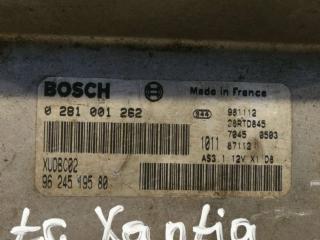 BOSCH
Made in France
0 281 001 262
944
981112
28RTD845
7045 0503
1011
87112
XUDBC02
AS3.1 12V X1.D8
96 245 195 80
Xantia